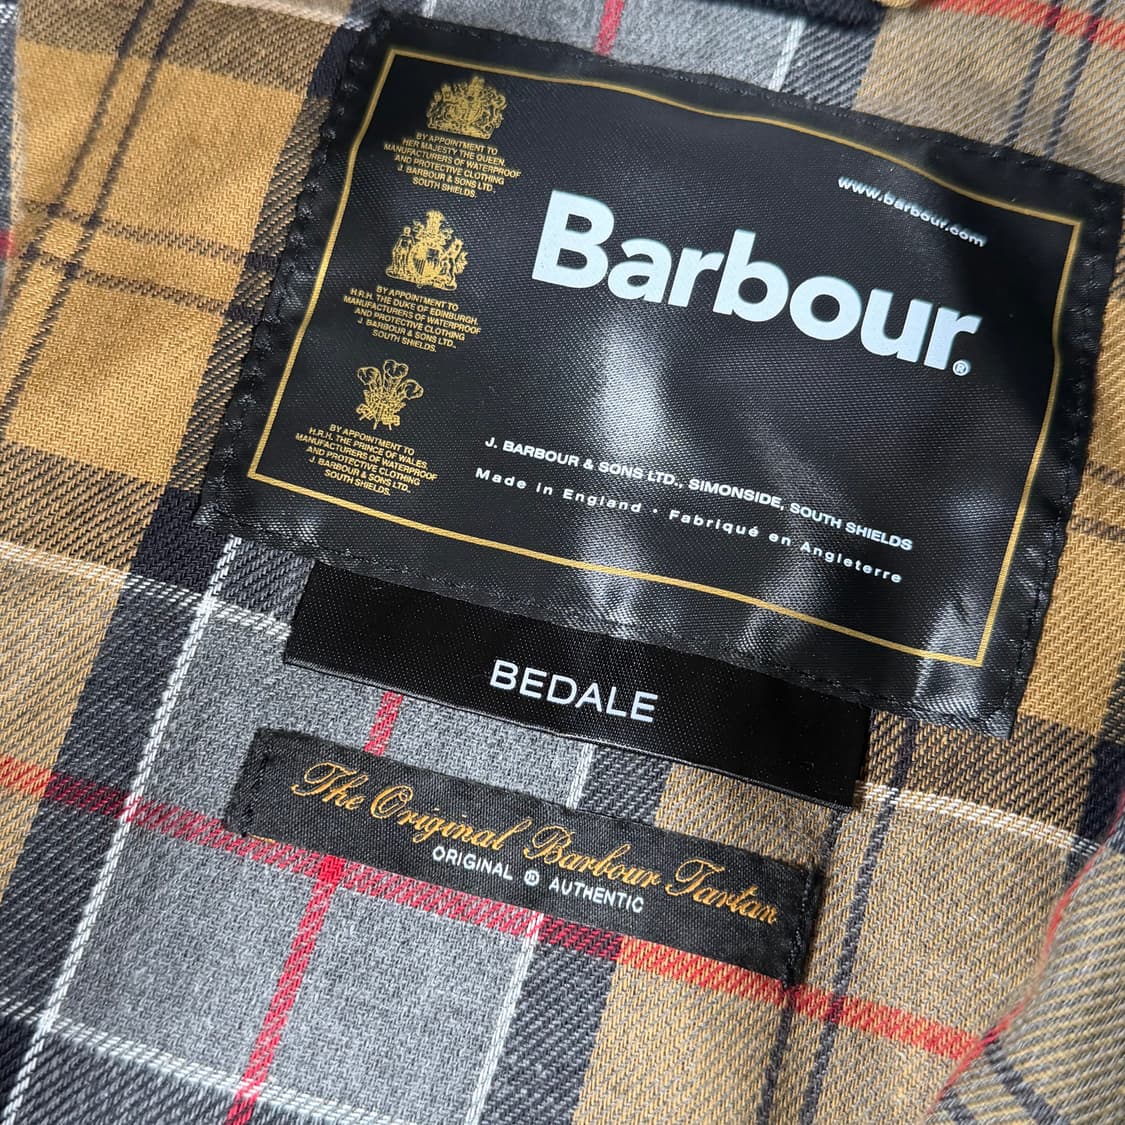 BY APPOINTMENT TO
HER MAJESTY THE QUEEN
MANUFACTURERS OF WATERPROOF
AND PROTECTIVE CLOTHING
J. BARBOUR & SONS LTD.,
SOUTH SHIELDS.
BY APPOINTMENT TO
H.R.H. THE DUKE OF EDINBURGH,
MANUFACTURERS OF WATERPROOF
AND PROTECTIVE CLOTHING
J. BARBOUR & SONS LTD.,
SOUTH SHIELDS.
BY APPOINTMENT TO
H.R.H. THE PRINCE OF WALES,
MANUFACTURERS OF WATERPROOF
AND PROTECTIVE CLOTHING
J. BARBOUR & SONS LTD.,
SOUTH SHIELDS.
www.barbour.com
Barbour®
J. BARBOUR & SONS LTD., SIMONSIDE, SOUTH SHIELDS
Made in England · Fabriqué en Angleterre
BEDALE
The Original Barbour Tartan
ORIGINAL ® AUTHENTIC